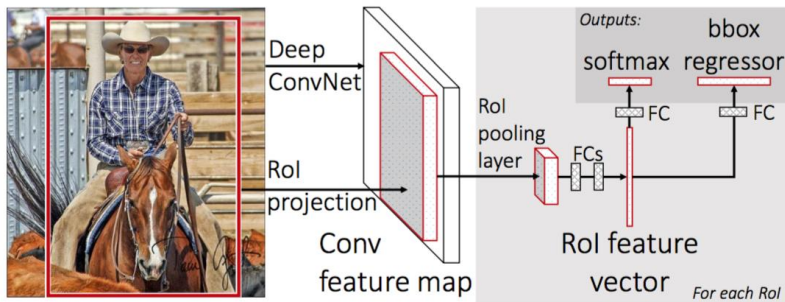 Deep
ConvNet
RoI
projection
Conv
feature map
RoI
pooling
layer
FCs
RoI feature
vector
Outputs:
softmax
bbox
regressor
FC
FC
For each RoI